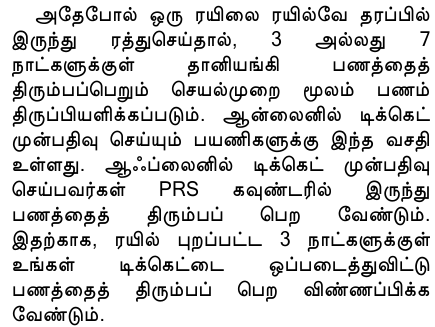 அதேபோல் ஒரு ரயிலை ரயில்வே தரப்பில்
இருந்து ரத்துசெய்தால், 3 அல்லது 7
நாட்களுக்குள் தானியங்கி பணத்தைத்
திரும்பப்பெறும் செயல்முறை மூலம் பணம்
திருப்பியளிக்கப்படும். ஆன்லைனில் டிக்கெட்
முன்பதிவு செய்யும் பயணிகளுக்கு இந்த வசதி
உள்ளது. ஆஃப்லைனில் டிக்கெட் முன்பதிவு
செய்பவர்கள் PRS கவுண்டரில் இருந்து
பணத்தைத் திரும்பப் பெற வேண்டும்.
இதற்காக, ரயில் புறப்பட்ட 3 நாட்களுக்குள்
உங்கள் டிக்கெட்டை ஒப்படைத்துவிட்டு
பணத்தைத் திரும்பப் பெற விண்ணப்பிக்க
வேண்டும்.